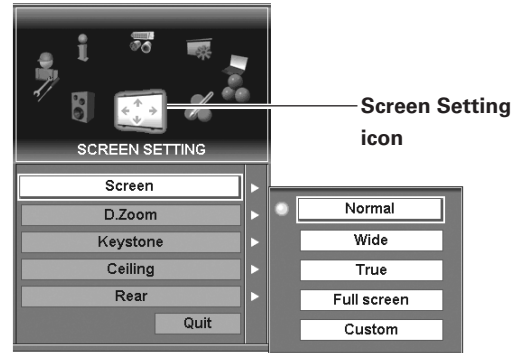 Screen Setting
icon
SCREEN SETTING
Screen
D.Zoom
Keystone
Ceiling
Rear
Quit
Normal
Wide
True
Full screen
Custom